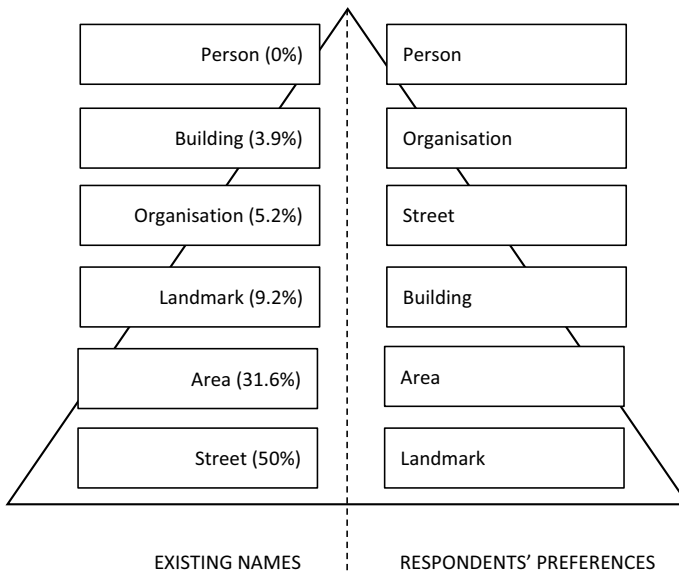 Person (0%)
Person
Building (3.9%)
Organisation
Organisation (5.2%)
Street
Landmark (9.2%)
Building
Area (31.6%)
Area
Street (50%)
Landmark
EXISTING NAMES
RESPONDENTS’ PREFERENCES